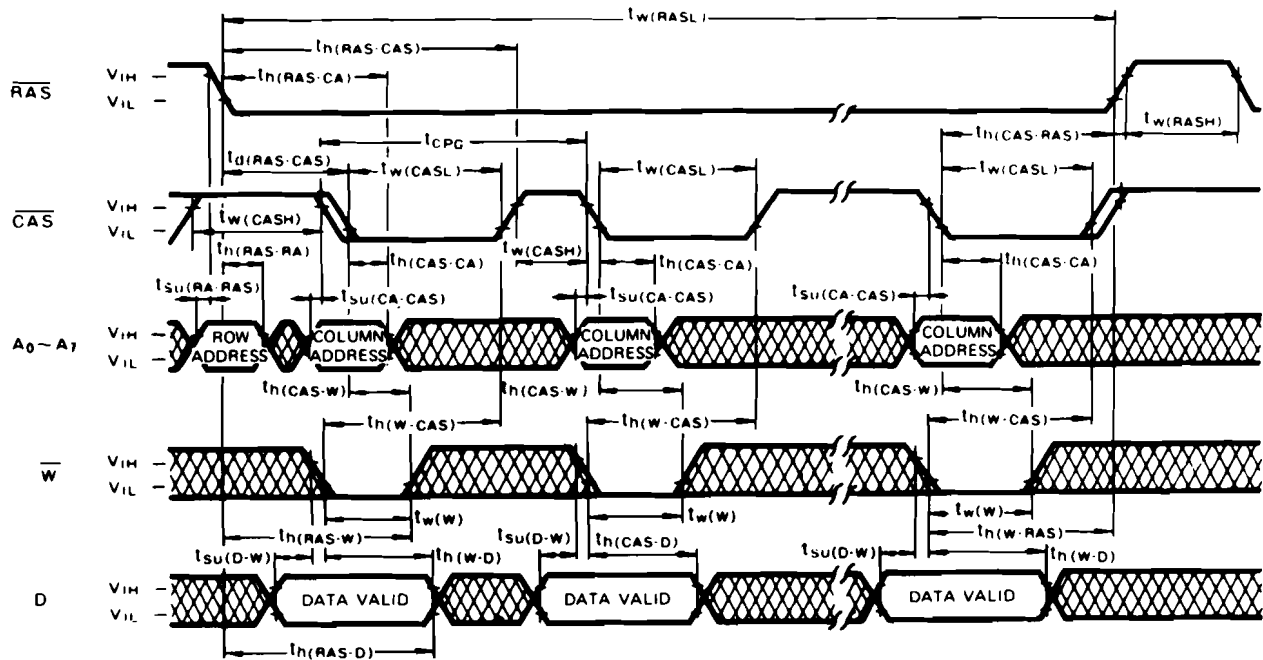 tw(RASL)
th(RAS·CAS)
th(RAS·CA)
RAS
VIH
VIL
tCPG
th(CAS·RAS)
tw(RASH)
td(RAS·CAS)
tw(CASL)
tw(CASL)
tw(CASL)
CAS
VIH
VIL
tw(CASH)
th(RAS·RA)
th(CAS·CA)
tw(CASH)
th(CAS·CA)
th(CAS·CA)
tsu(RA·RAS)
tsu(CA·CAS)
tsu(CA·CAS)
tsu(CA·CAS)
A0~A7
VIH
VIL
ROW ADDRESS
COLUMN ADDRESS
COLUMN ADDRESS
COLUMN ADDRESS
th(CAS·W)
th(CAS·W)
th(CAS·W)
th(W·CAS)
th(W·CAS)
th(W·CAS)
W
VIH
VIL
tw(W)
tw(W)
tw(W)
th(RAS·W)
th(W·RAS)
tsu(D·W)
th(W·D)
tsu(D·W)
th(CAS·D)
tsu(D·W)
th(W·D)
D
VIH
VIL
DATA VALID
DATA VALID
DATA VALID
th(RAS·D)